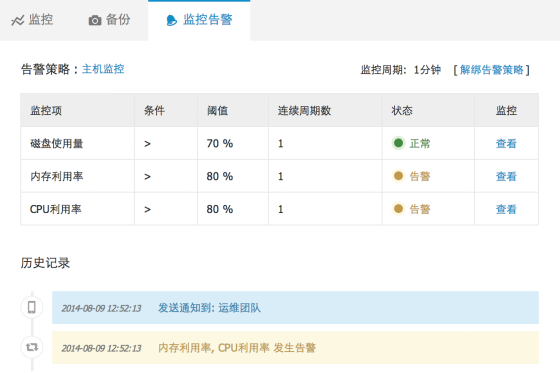 监控 备份 监控告警
告警策略：主机监控 监控周期: 1分钟 [解绑告警策略]
监控项 条件 阈值 连续周期数 状态 监控
磁盘使用量 > 70 % 1 正常 查看
内存利用率 > 80 % 1 告警 查看
CPU利用率 > 80 % 1 告警 查看
历史记录
2014-08-09 12:52:13 发送通知到: 运维团队
2014-08-09 12:52:13 内存利用率, CPU利用率 发生告警